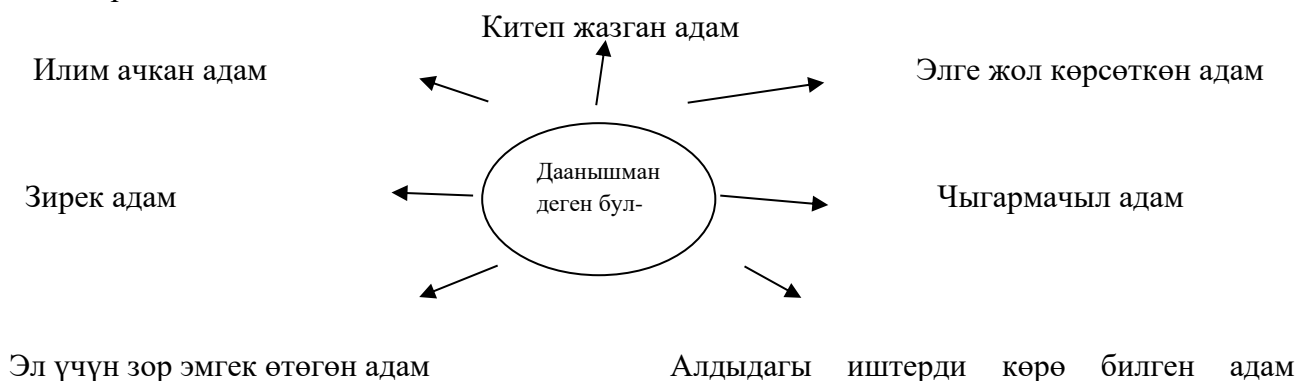 Китеп жазган адам
Илим ачкан адам
Элге жол көрсөткөн адам
Даанышман
деген бул-
Зирек адам
Чыгармачыл адам
Эл үчүн зор эмгек өтөгөн адам
Алдыдагы иштерди көрө билген адам